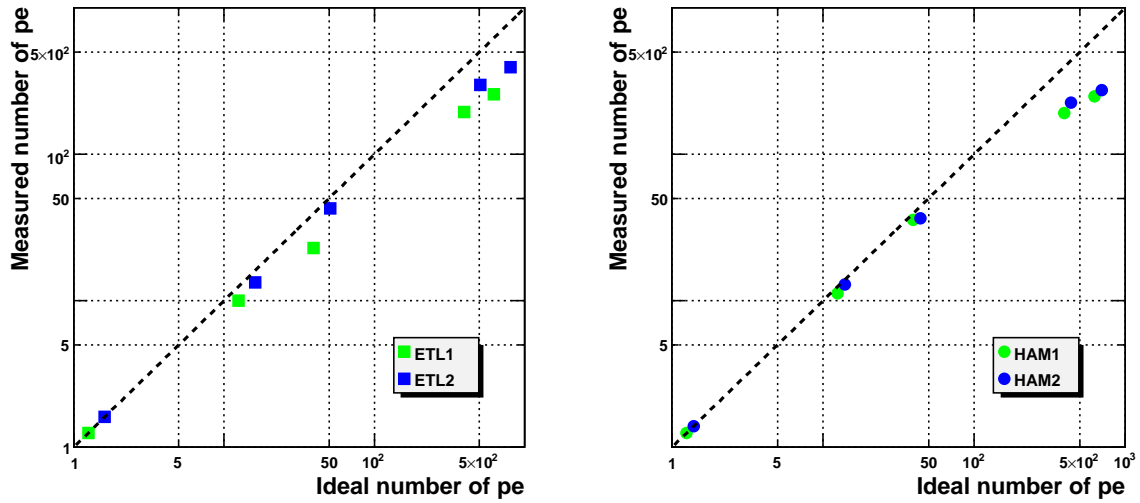 Measured number of pe
5×10²
10²
50
5
1
1 5 50 10² 5×10²
Ideal number of pe
ETL1
ETL2
Measured number of pe
5×10²
10²
50
5
1
1 5 50 10² 5×10² 10³
Ideal number of pe
HAM1
HAM2